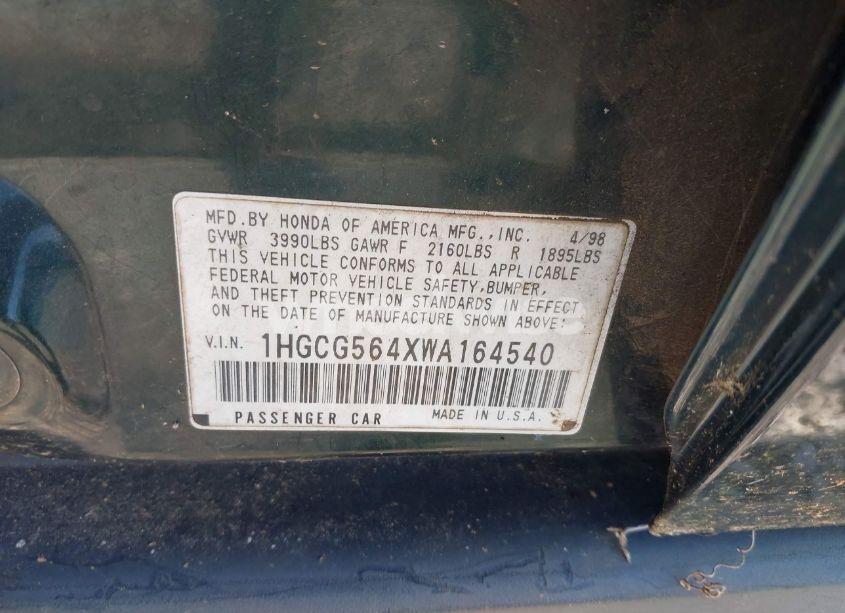 MFD.BY HONDA OF AMERICA MFG.,INC. 4/98
GVWR 3990LBS GAWR F 2160LBS R 1895LBS
THIS VEHICLE CONFORMS TO ALL APPLICABLE
FEDERAL MOTOR VEHICLE SAFETY,BUMPER,
AND THEFT PREVENTION STANDARDS IN EFFECT
ON THE DATE OF MANUFACTURE SHOWN ABOVE:
V.I.N. 1HGCG564XWA164540
PASSENGER CAR MADE IN U.S.A.